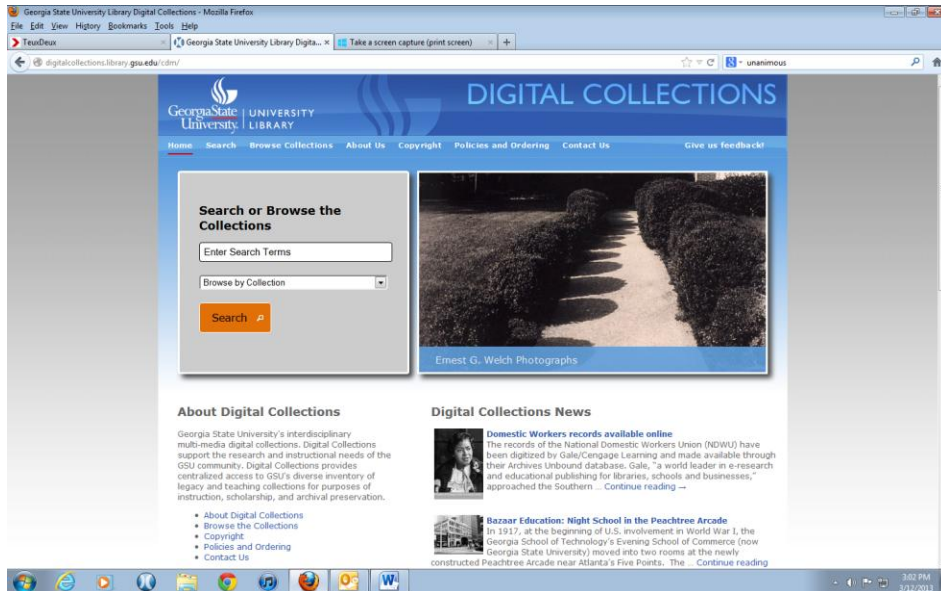 Georgia State University Library Digital Collections - Mozilla Firefox
File Edit View History Bookmarks Tools Help
TeuxDeux
Georgia State University Library Digita...
Take a screen capture (print screen)
digitalcollections.library.gsu.edu/cdm/
unanimous
GeorgiaState University
UNIVERSITY LIBRARY
DIGITAL COLLECTIONS
Home Search Browse Collections About Us Copyright Policies and Ordering Contact Us Give us feedback!
Search or Browse the
Collections
Enter Search Terms
Browse by Collection
Search
Ernest G. Welch Photographs
About Digital Collections
Georgia State University's interdisciplinary
multi-media digital collections. Digital Collections
support the research and instructional needs of the
GSU community. Digital Collections provides
centralized access to GSU's diverse inventory of
legacy and teaching collections for purposes of
instruction, scholarship, and archival preservation.
• About Digital Collections
• Browse the Collections
• Copyright
• Policies and Ordering
• Contact Us
Digital Collections News
Domestic Workers records available online
The records of the National Domestic Workers Union (NDWU) have
been digitized by Gale/Cengage Learning and made available through
their Archives Unbound database. Gale, "a world leader in e-research
and educational publishing for libraries, schools and businesses,"
approached the Southern ... Continue reading →
Bazaar Education: Night School in the Peachtree Arcade
In 1917, at the beginning of U.S. involvement in World War I, the
Georgia School of Technology's Evening School of Commerce (now
Georgia State University) moved into two rooms at the newly
constructed Peachtree Arcade near Atlanta's Five Points. The ... Continue reading
3:02 PM
3/12/2013